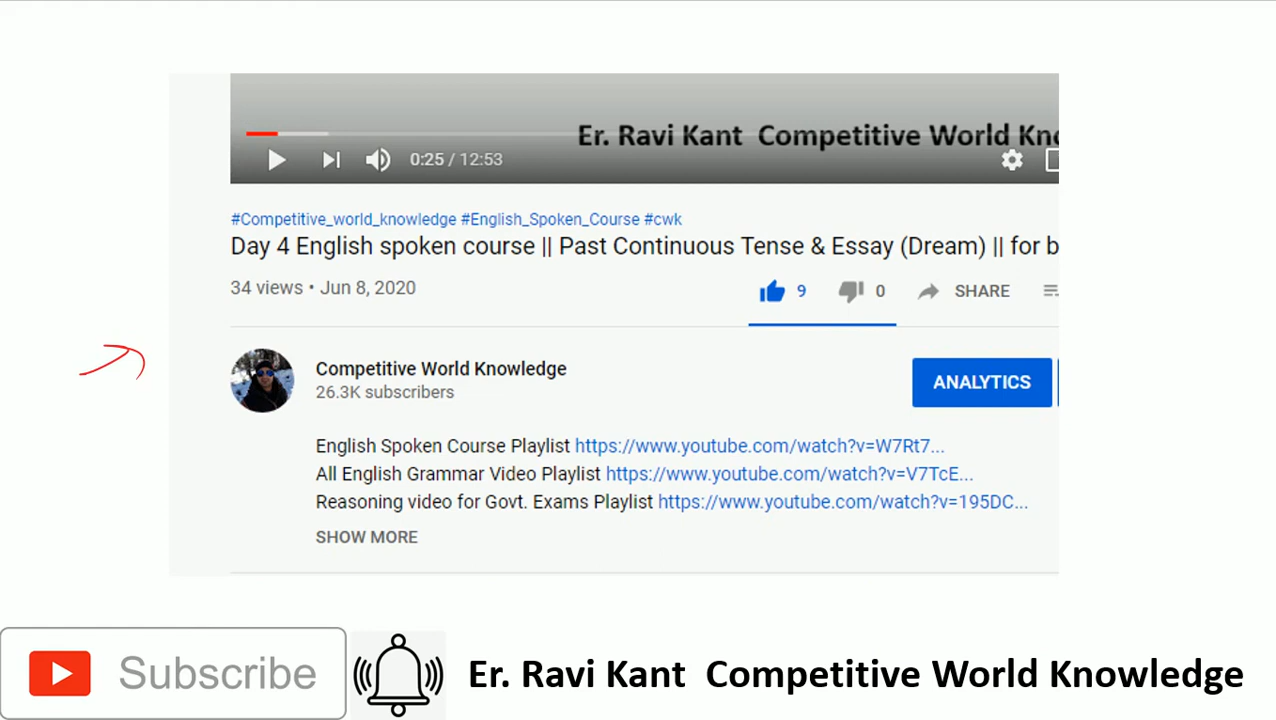 Er. Ravi Kant Competitive World Kno
0:25 / 12:53
#Competitive_world_knowledge #English_Spoken_Course #cwk
Day 4 English spoken course || Past Continuous Tense & Essay (Dream) || for b
34 views • Jun 8, 2020
9 0 SHARE
Competitive World Knowledge
26.3K subscribers
ANALYTICS
English Spoken Course Playlist https://www.youtube.com/watch?v=W7Rt7...
All English Grammar Video Playlist https://www.youtube.com/watch?v=V7TcE...
Reasoning video for Govt. Exams Playlist https://www.youtube.com/watch?v=195DC...
SHOW MORE
Subscribe
Er. Ravi Kant Competitive World Knowledge